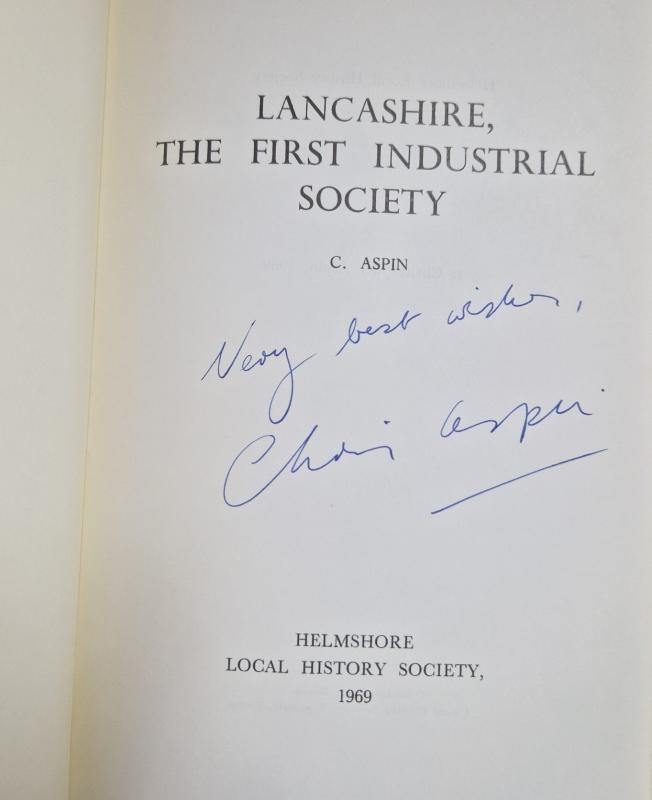 LANCASHIRE,
THE FIRST INDUSTRIAL
SOCIETY
C. ASPIN
Very best wishes,
Chris Aspin
HELMSHORE
LOCAL HISTORY SOCIETY,
1969